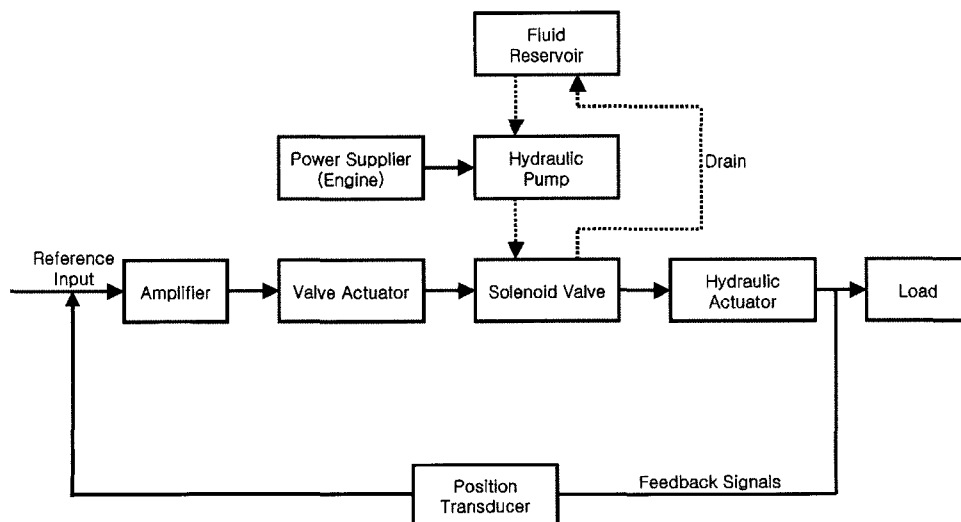 Fluid
Reservoir
Power Supplier
(Engine)
Hydraulic
Pump
Drain
Reference
Input
Amplifier
Valve Actuator
Solenoid Valve
Hydraulic
Actuator
Load
Position
Transducer
Feedback Signals